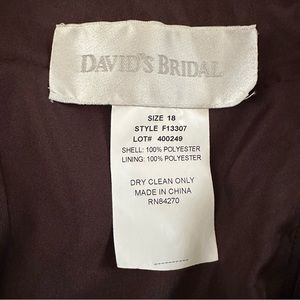 DAVID'S BRIDAL
SIZE 18
STYLE F13307
LOT# 400249
SHELL: 100% POLYESTER
LINING: 100% POLYESTER
DRY CLEAN ONLY
MADE IN CHINA
RN84270